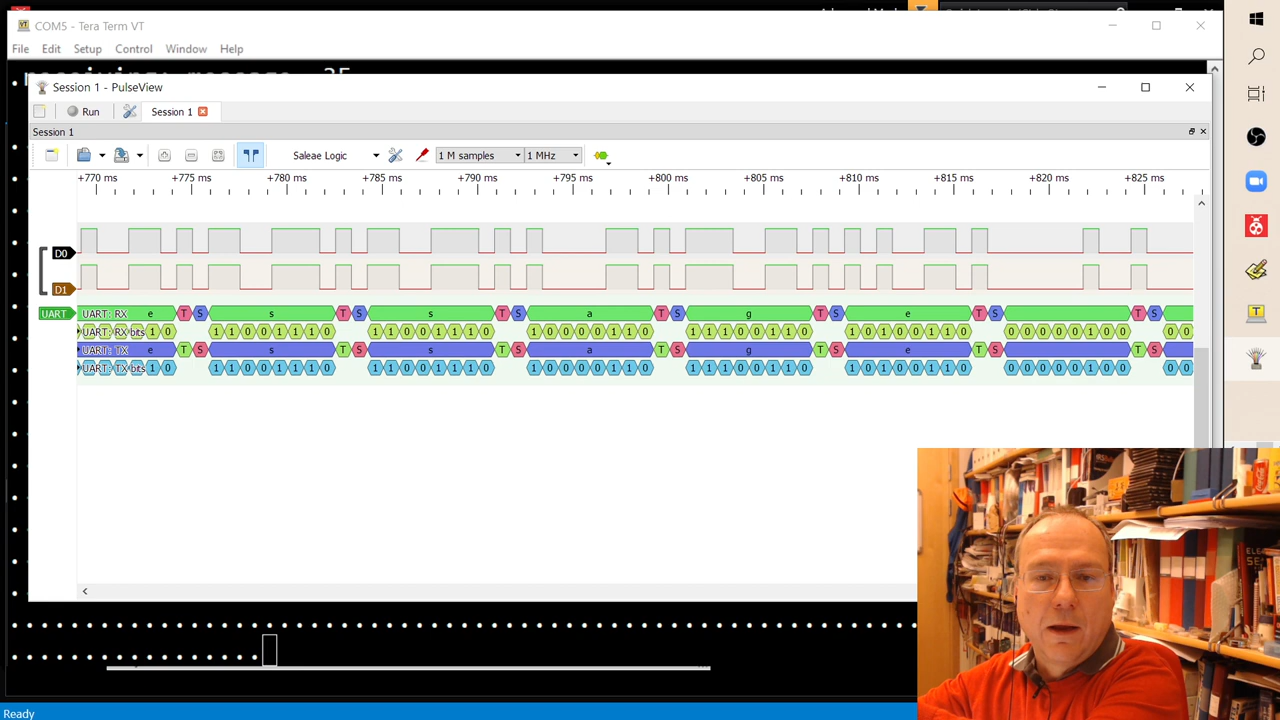 COM5 - Tera Term VT
File Edit Setup Control Window Help
Session 1 - PulseView
Run Session 1
Session 1
Saleae Logic 1 M samples 1 MHz
+770 ms +775 ms +780 ms +785 ms +790 ms +795 ms +800 ms +805 ms +810 ms +815 ms +820 ms +825 ms
D0
D1
UART UART: RX e T S s T S s T S a T S g T S e T S T S
UART: RX bits 1 0 1 1 0 0 1 1 1 0 1 1 0 0 1 1 1 0 1 0 0 0 0 1 1 0 1 1 1 0 0 1 1 0 1 0 1 0 0 1 1 0 0 0 0 0 0 1 0 0 0 0
UART: TX e T S s T S s T S a T S g T S e T S T S
UART: TX bits 1 0 1 1 0 0 1 1 1 0 1 1 0 0 1 1 1 0 1 0 0 0 0 1 1 0 1 1 1 0 0 1 1 0 1 0 1 0 0 1 1 0 0 0 0 0 0 1 0 0 0 0
Ready